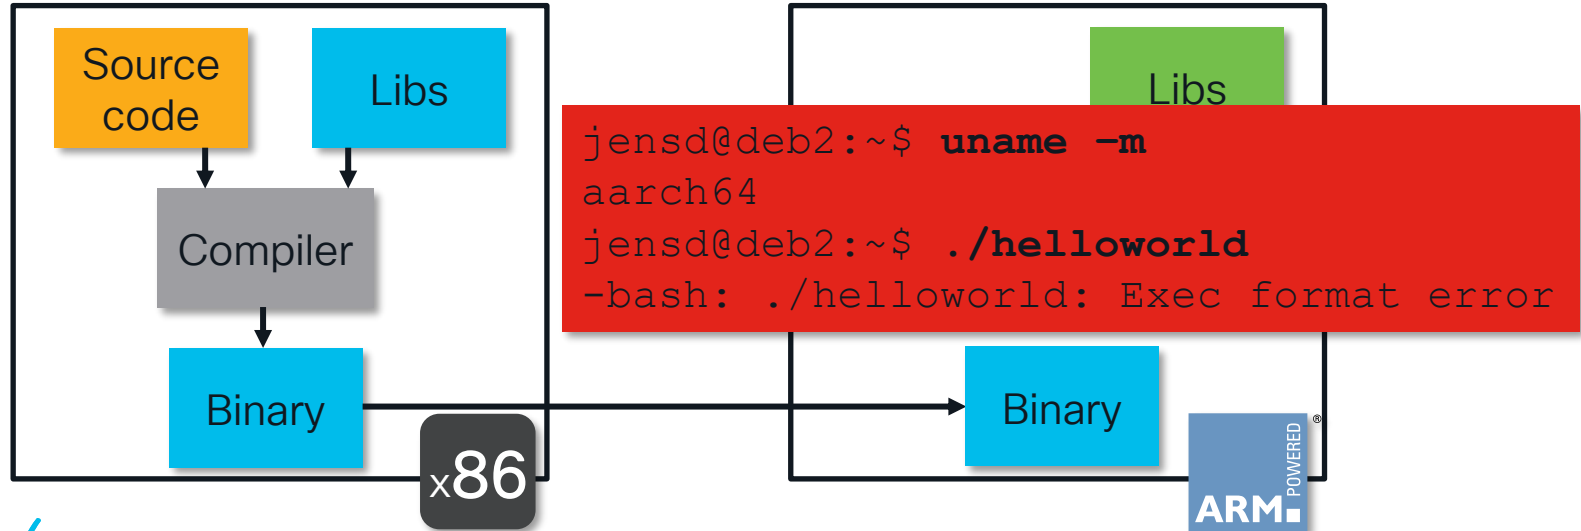 Source
code
Libs
Compiler
Binary
x86
Libs
jensd@deb2:~$ uname –m
aarch64
jensd@deb2:~$ ./helloworld
-bash: ./helloworld: Exec format error
Binary
ARM POWERED ®